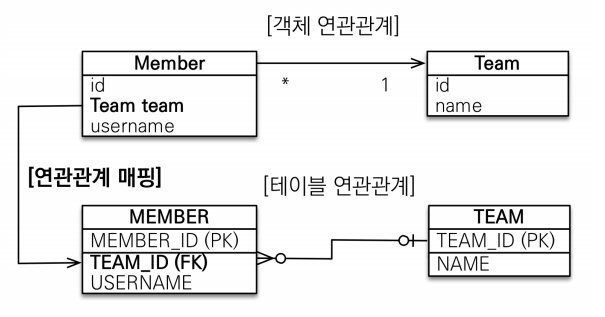 [객체 연관관계]
Member
id
Team team
username
*
1
Team
id
name
[연관관계 매핑]
[테이블 연관관계]
MEMBER
MEMBER_ID (PK)
TEAM_ID (FK)
USERNAME
TEAM
TEAM_ID (PK)
NAME